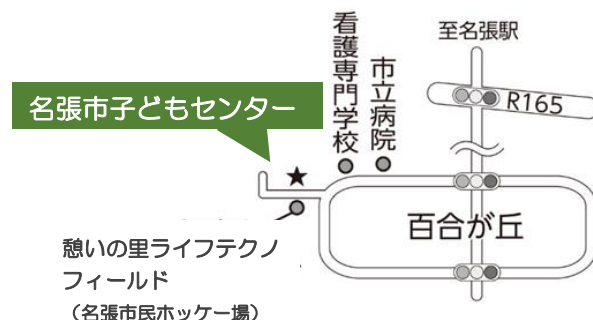 至名張駅
R165
看護専門学校
市立病院
名張市子どもセンター
百合が丘
憩いの里ライフテクノ
フィールド
（名張市民ホッケー場）